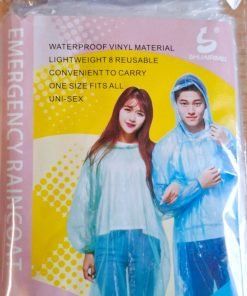 WATERPROOF VINYL MATERIAL
LIGHTWEIGHT 8 REUSABLE
CONVENIENT TO CARRY
ONE SIZE FITS ALL
UNI-SEX
EMERGENCY RAINCOAT